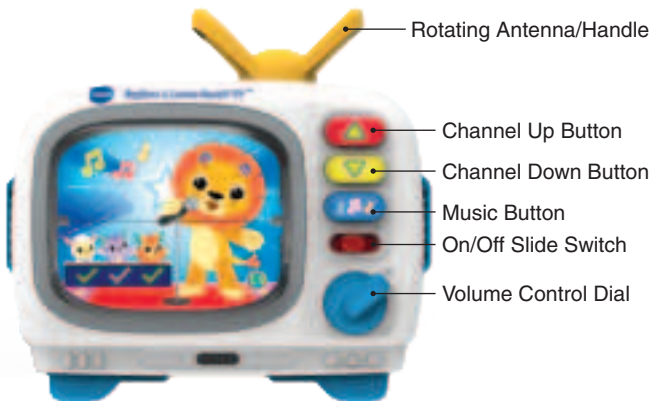 Rotating Antenna/Handle
Channel Up Button
Channel Down Button
Music Button
On/Off Slide Switch
Volume Control Dial